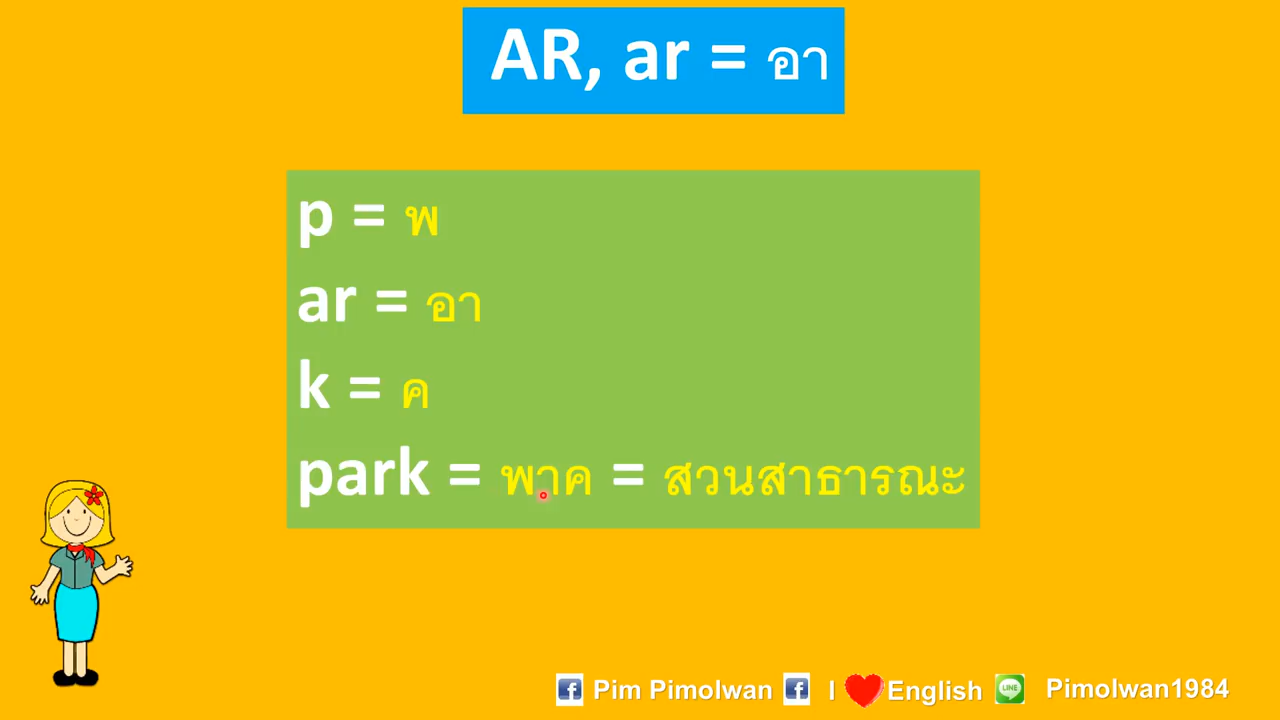 AR, ar = อา
p = พ
ar = อา
k = ค
park = พาค = สวนสาธารณะ
Pim Pimolwan I English LINE Pimolwan1984